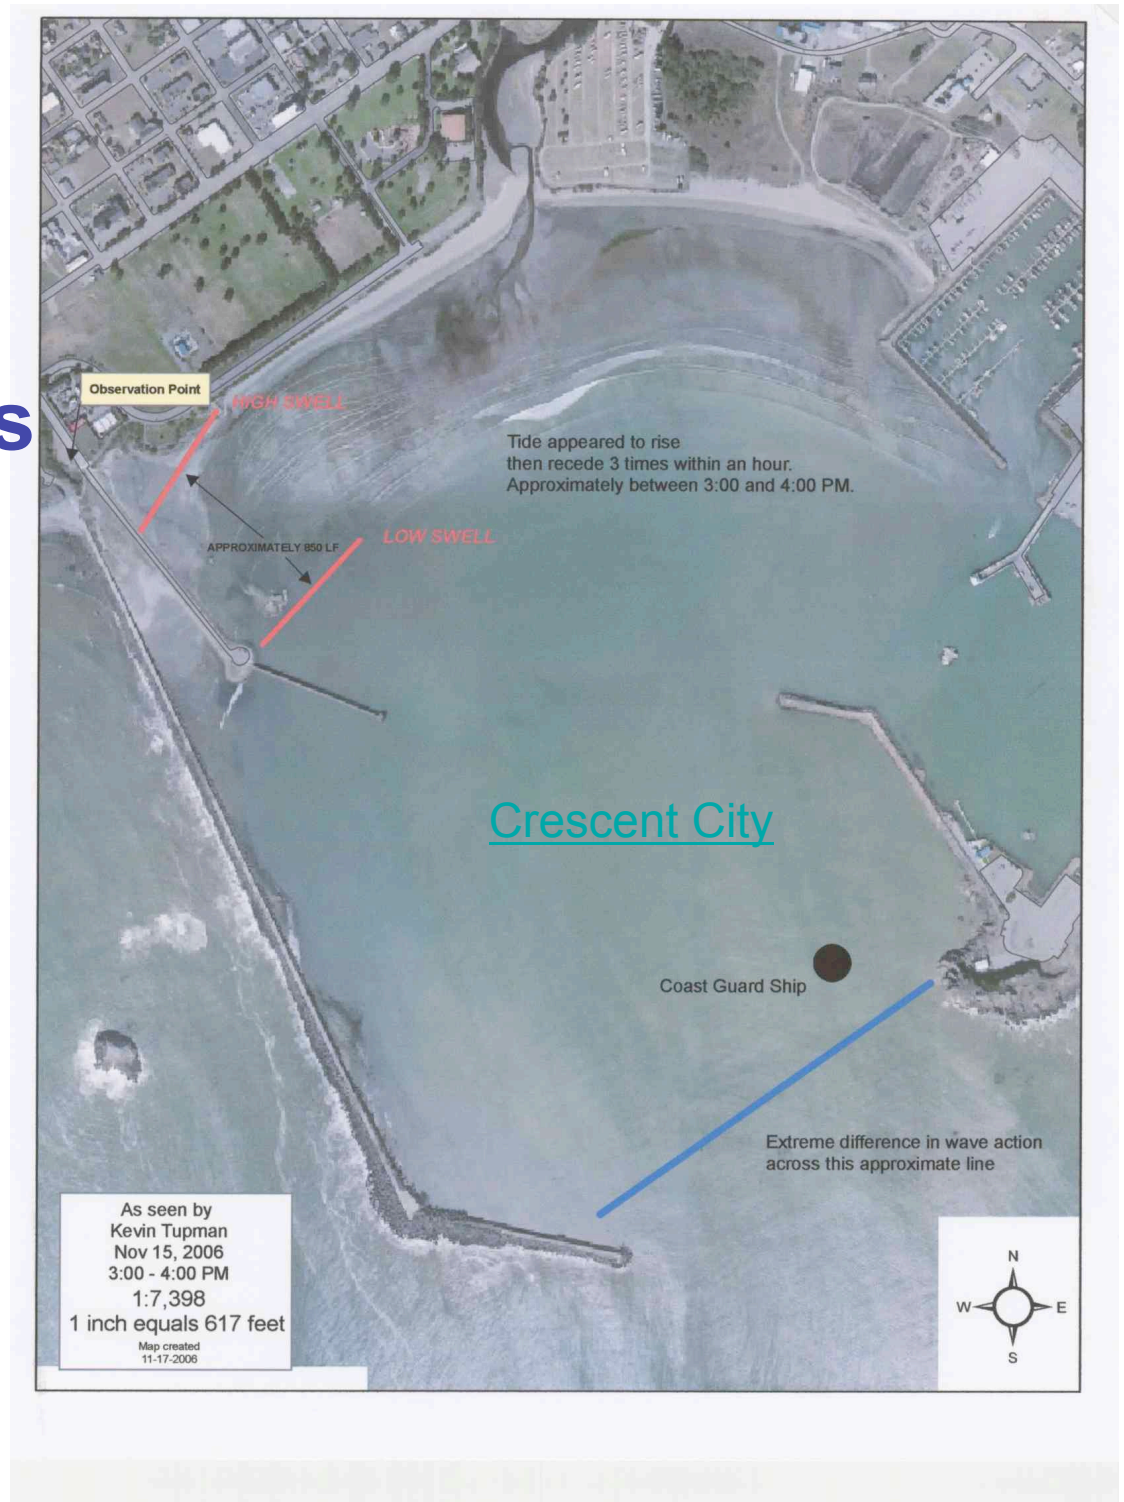 s
Observation Point
HIGH SWELL
Tide appeared to rise
then recede 3 times within an hour.
Approximately between 3:00 and 4:00 PM.
LOW SWELL
APPROXIMATELY 850 LF
Crescent City
Coast Guard Ship
Extreme difference in wave action
across this approximate line
As seen by
Kevin Tupman
Nov 15, 2006
3:00 - 4:00 PM
1:7,398
1 inch equals 617 feet
Map created
11-17-2006
N
W E
S